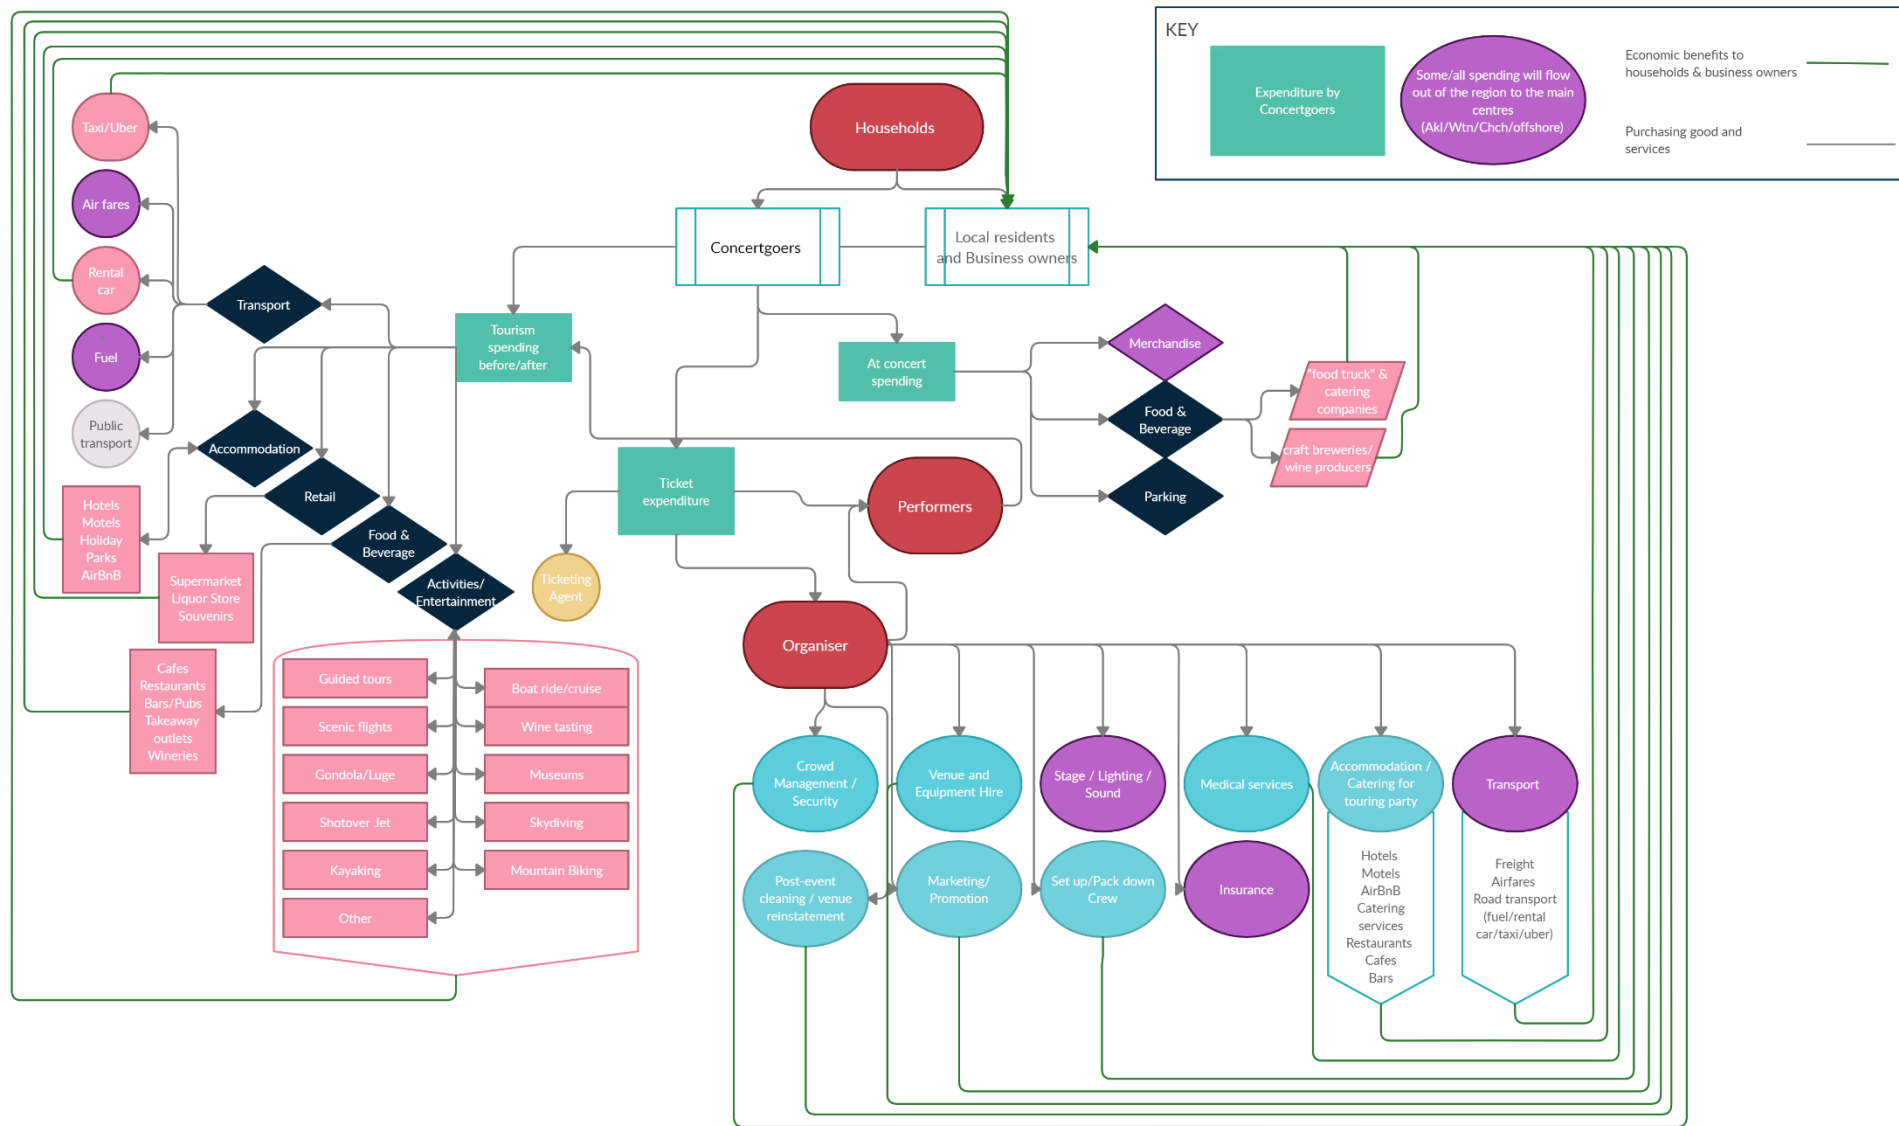 KEY
Expenditure by
Concertgoers
Some/all spending will flow
out of the region to the main
centres
(Akl/Wtn/Chch/offshore)
Economic benefits to
households & business owners
Purchasing good and
services
Households
Concertgoers
Local residents
and Business owners
Taxi/Uber
Air fares
Rental
car
Fuel
Public
transport
Transport
Accommodation
Retail
Food &
Beverage
Activities/
Entertainment
Tourism
spending
before/after
At concert
spending
Merchandise
Food &
Beverage
Parking
"food truck" &
catering
companies
craft breweries/
wine producers
Ticket
expenditure
Performers
Ticketing
Agent
Organiser
Hotels
Motels
Holiday
Parks
AirBnB
Supermarket
Liquor Store
Souvenirs
Cafes
Restaurants
Bars/Pubs
Takeaway
outlets
Wineries
Guided tours
Scenic flights
Gondola/Luge
Shotover Jet
Kayaking
Other
Boat ride/cruise
Wine tasting
Museums
Skydiving
Mountain Biking
Crowd
Management /
Security
Venue and
Equipment Hire
Stage / Lighting /
Sound
Medical services
Accommodation /
Catering for
touring party
Transport
Post-event
cleaning / venue
reinstatement
Marketing/
Promotion
Set up/Pack down
Crew
Insurance
Hotels
Motels
AirBnB
Catering
services
Restaurants
Cafes
Bars
Freight
Airfares
Road transport
(fuel/rental
car/taxi/uber)